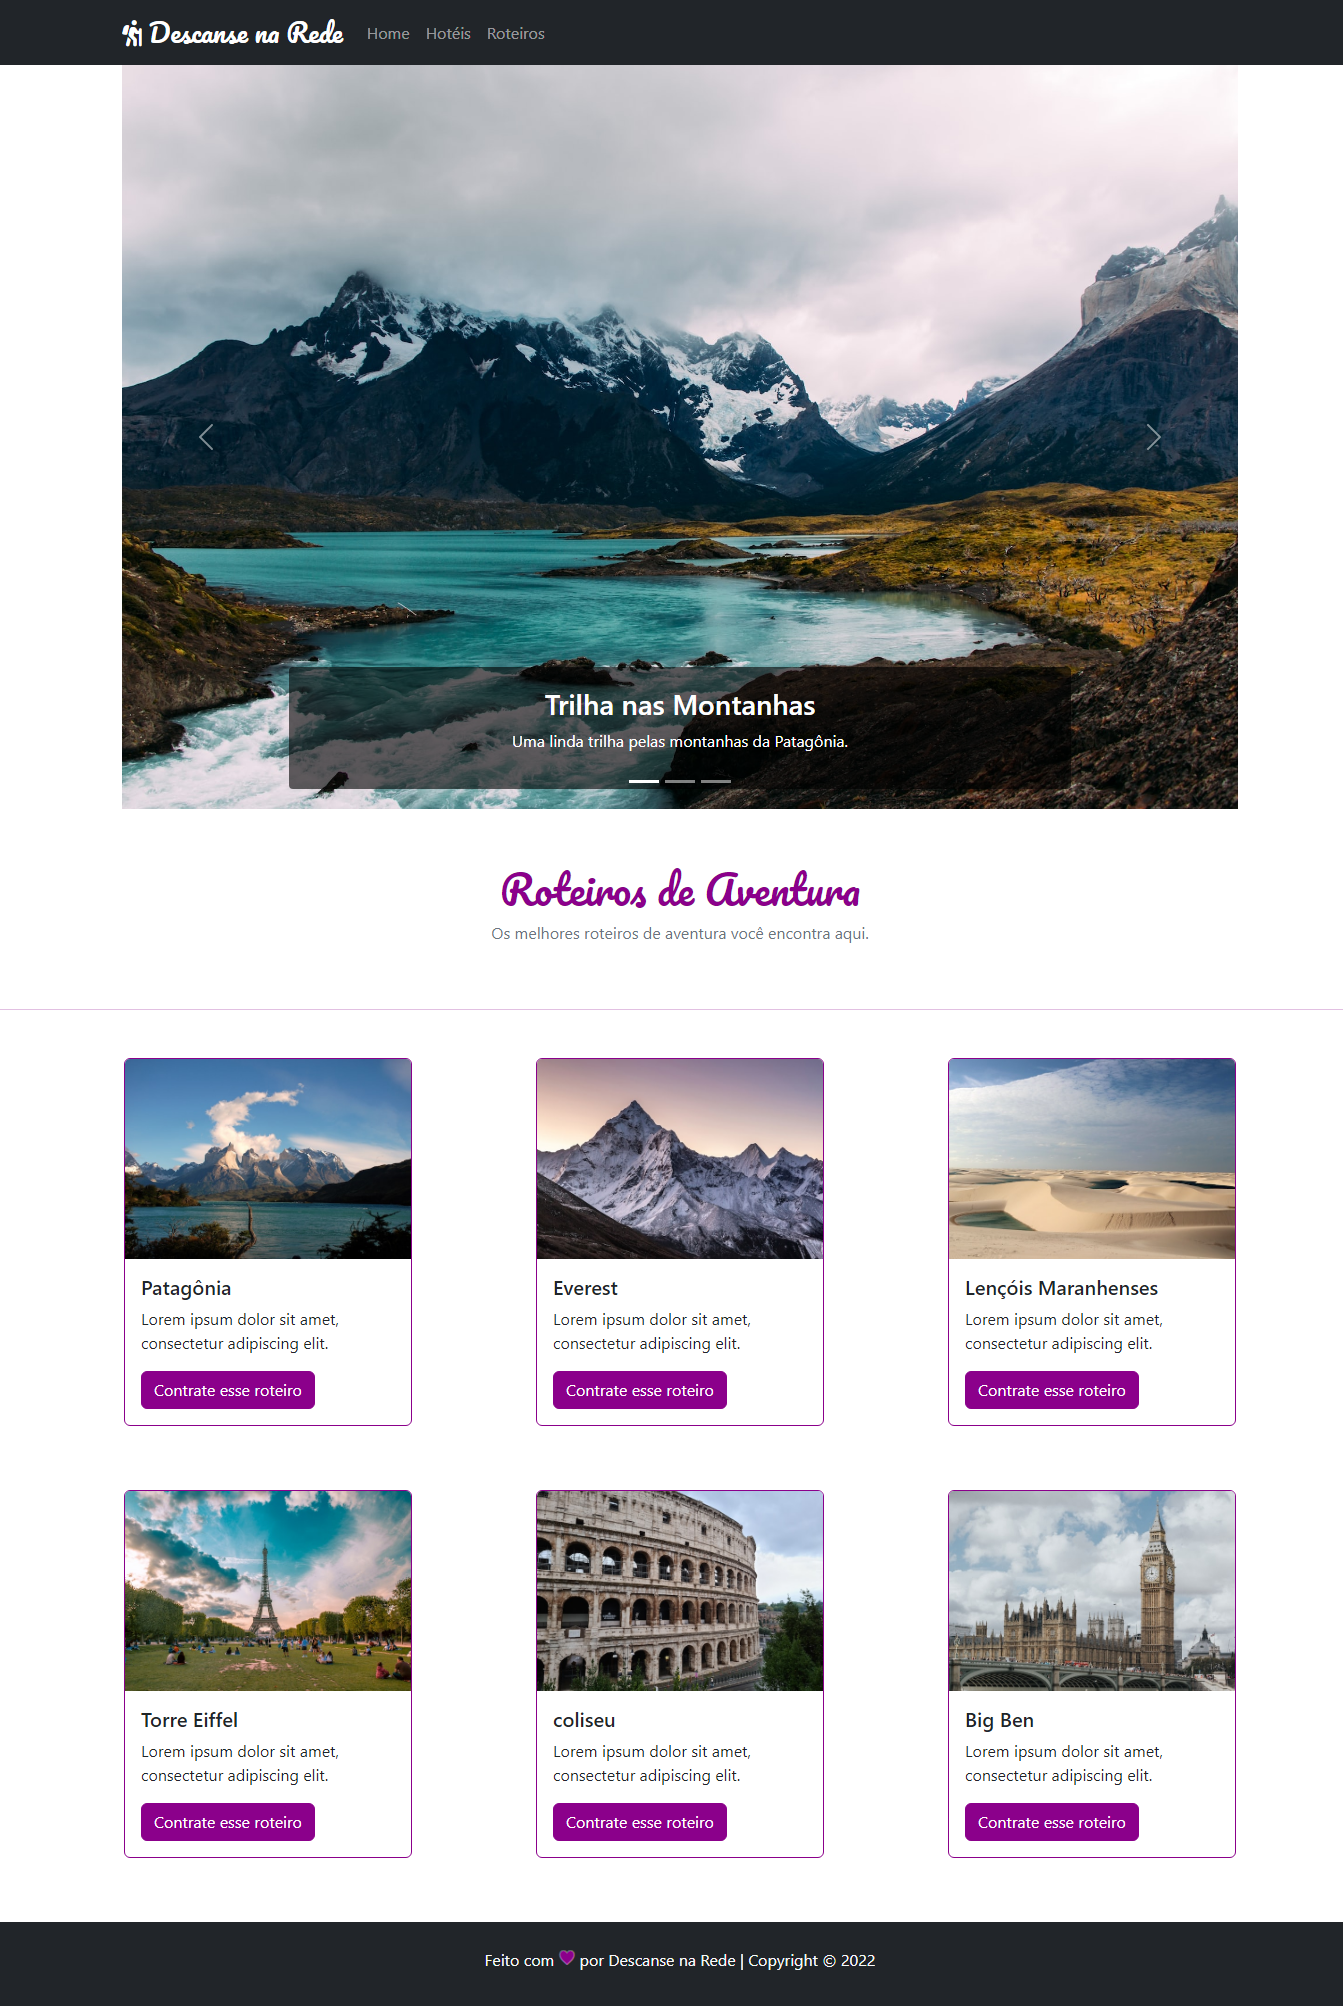 Descanse na Rede Home Hotéis Roteiros
Trilha nas Montanhas
Uma linda trilha pelas montanhas da Patagônia.
Roteiros de Aventura
Os melhores roteiros de aventura você encontra aqui.
Patagônia
Lorem ipsum dolor sit amet,
consectetur adipiscing elit.
Contrate esse roteiro
Everest
Lorem ipsum dolor sit amet,
consectetur adipiscing elit.
Contrate esse roteiro
Lençóis Maranhenses
Lorem ipsum dolor sit amet,
consectetur adipiscing elit.
Contrate esse roteiro
Torre Eiffel
Lorem ipsum dolor sit amet,
consectetur adipiscing elit.
Contrate esse roteiro
coliseu
Lorem ipsum dolor sit amet,
consectetur adipiscing elit.
Contrate esse roteiro
Big Ben
Lorem ipsum dolor sit amet,
consectetur adipiscing elit.
Contrate esse roteiro
Feito com 💜 por Descanse na Rede | Copyright © 2022